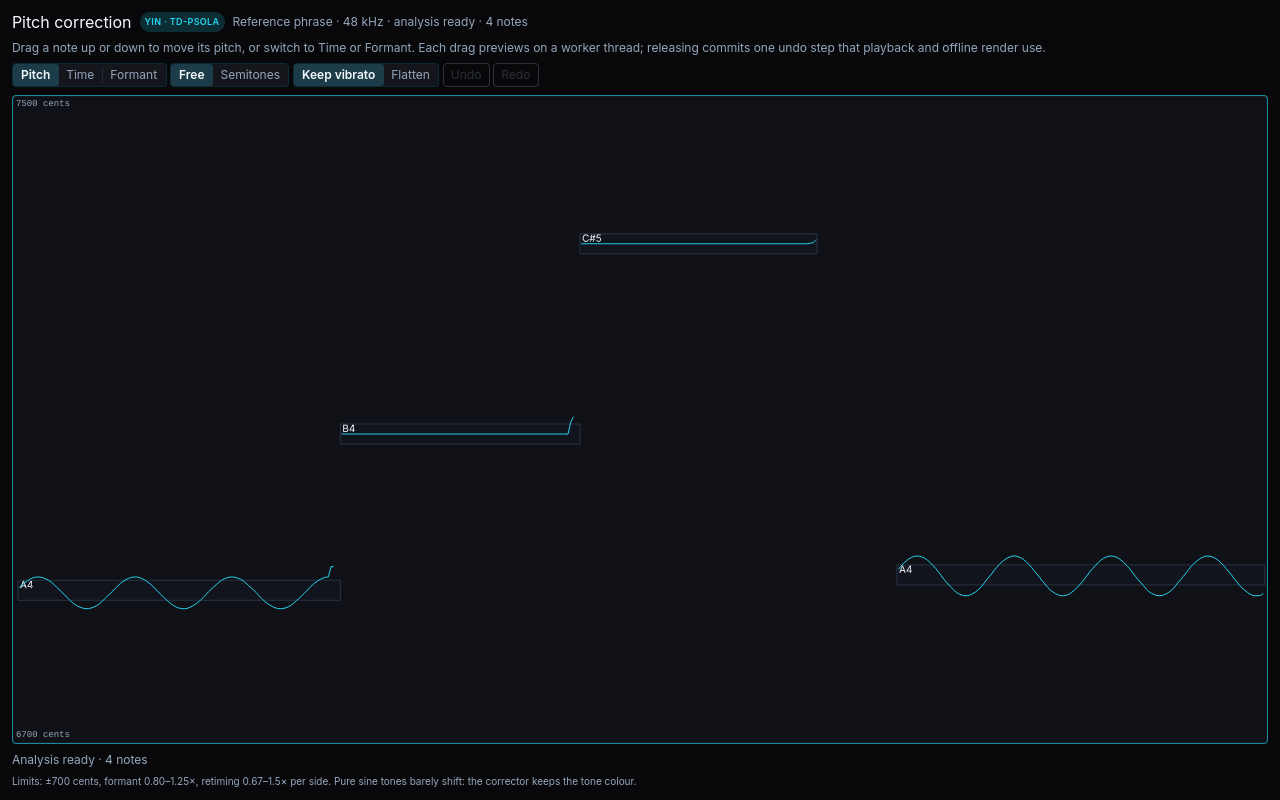 Pitch correction YIN · TD-PSOLA Reference phrase · 48 kHz · analysis ready · 4 notes
Drag a note up or down to move its pitch, or switch to Time or Formant. Each drag previews on a worker thread; releasing commits one undo step that playback and offline render use.
Pitch Time Formant Free Semitones Keep vibrato Flatten Undo Redo
7500 cents
C#5
B4
A4
A4
6700 cents
Analysis ready · 4 notes
Limits: ±700 cents, formant 0.80–1.25×, retiming 0.67–1.5× per side. Pure sine tones barely shift: the corrector keeps the tone colour.